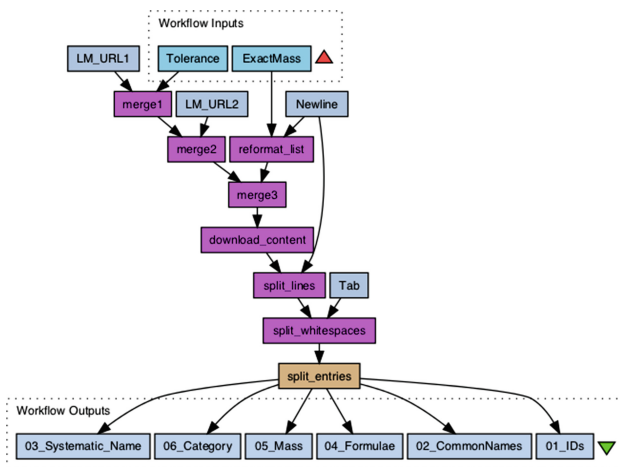 Workflow Inputs
LM_URL1
Tolerance
ExactMass
merge1
LM_URL2
Newline
merge2
reformat_list
merge3
download_content
split_lines
Tab
split_whitespaces
split_entries
Workflow Outputs
03_Systematic_Name
06_Category
05_Mass
04_Formulae
02_CommonNames
01_IDs